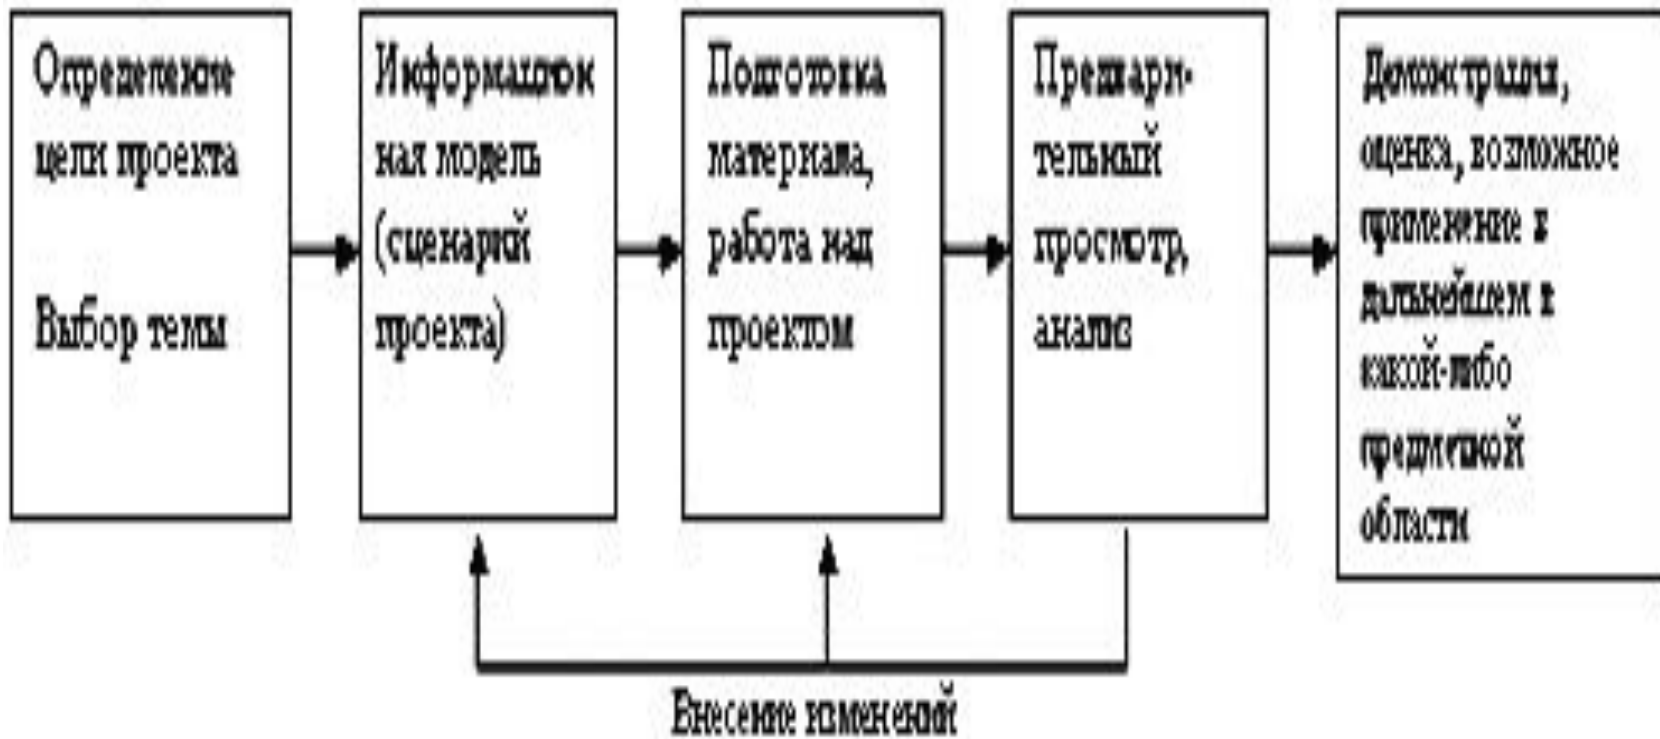 Определение
цели проекта
Выбор темы
Информацион
ная модель
(сценарий
проекта)
Подготовка
материала,
работа над
проектом
Предвари-
тельный
просмотр,
анализ
Демонстрация,
оценка, возможное
применение в
дальнейшем в
какой-либо
предметной
области
Внесение изменений